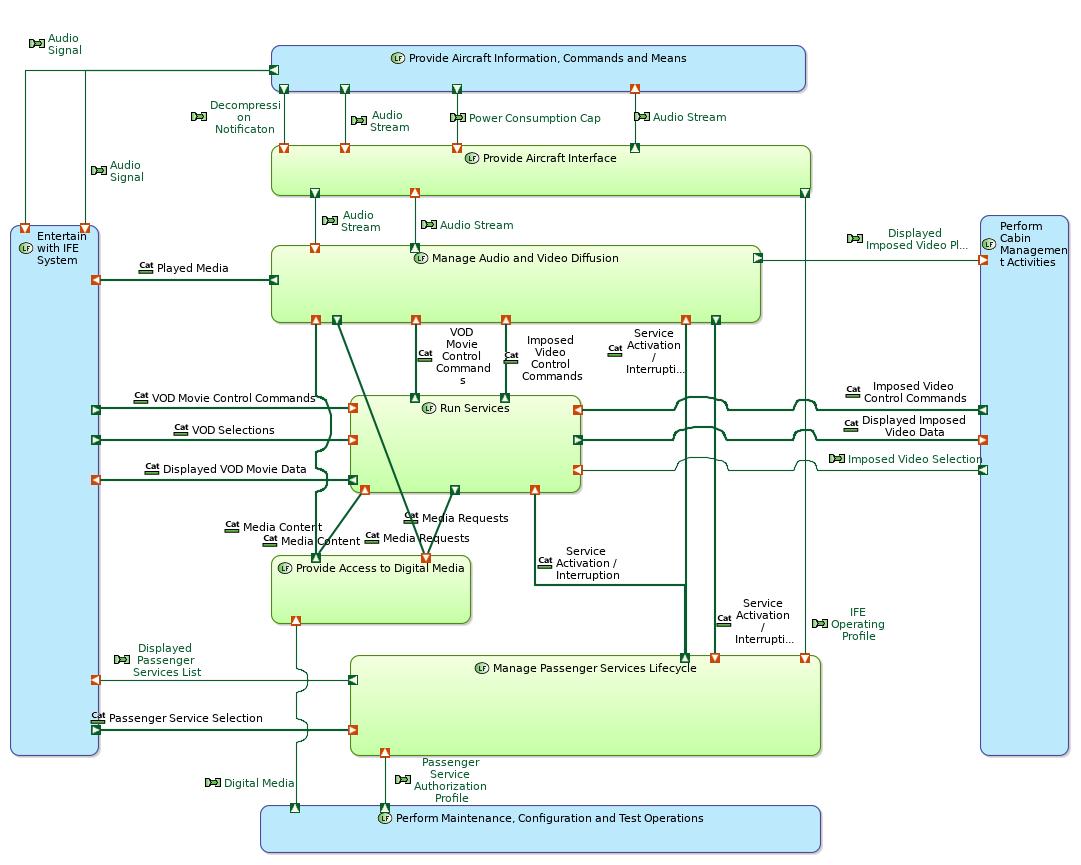 Audio
Signal
LF Provide Aircraft Information, Commands and Means
Decompressi
on
Notificaton
Audio
Stream
Power Consumption Cap
Audio Stream
Audio
Signal
LF Provide Aircraft Interface
Audio
Stream
Audio Stream
LF Entertain
with IFE
System
Displayed
Imposed Video Pl...
LF Perform
Cabin
Managemen
t Activities
Cat Played Media
LF Manage Audio and Video Diffusion
Cat VOD
Movie
Control
Command
s
Cat Imposed
Video
Control
Commands
Cat Service
Activation
/
Interrupti...
Cat VOD Movie Control Commands
LF Run Services
Cat Imposed Video
Control Commands
Cat VOD Selections
Cat Displayed Imposed
Video Data
Cat Displayed VOD Movie Data
Imposed Video Selection
Cat Media Content
Cat Media Content
Cat Media Requests
Cat Media Requests
LF Provide Access to Digital Media
Cat Service
Activation /
Interruption
Cat Service
Activation
/
Interrupti...
IFE
Operating
Profile
Displayed
Passenger
Services List
LF Manage Passenger Services Lifecycle
Cat Passenger Service Selection
Digital Media
Passenger
Service
Authorization
Profile
LF Perform Maintenance, Configuration and Test Operations